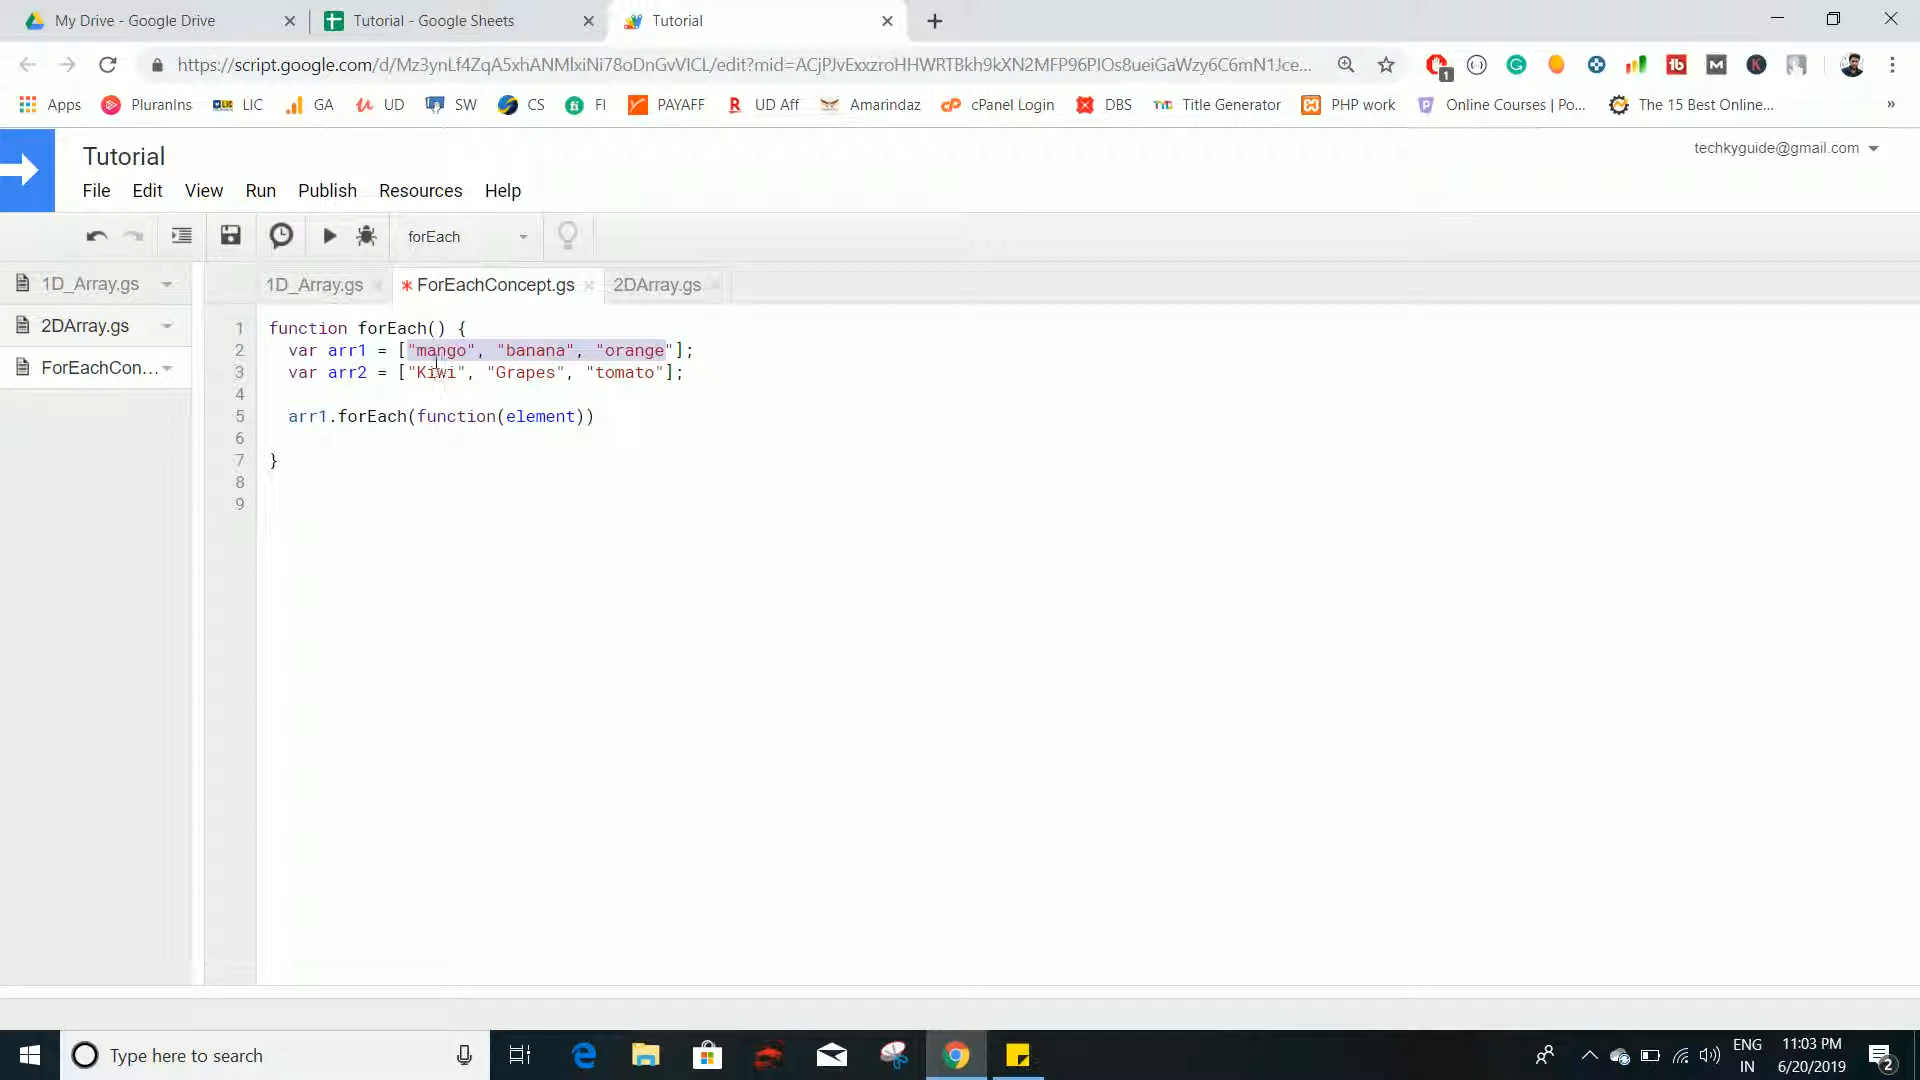 My Drive - Google Drive
Tutorial - Google Sheets
Tutorial
https://script.google.com/d/Mz3ynLf4ZqA5xhANMlxiNi78oDnGvVlCL/edit?mid=ACjPJvExxzroHHWRTBkh9kXN2MFP96PIOs8ueiGaWzy6C6mN1Jce...
1
Apps PluranIns LIC GA UD SW CS FI PAYAFF UD Aff Amarindaz cPanel Login DBS Title Generator PHP work Online Courses | Po... The 15 Best Online... »
Tutorial
techkyguide@gmail.com
File Edit View Run Publish Resources Help
forEach
1D_Array.gs
2DArray.gs
ForEachCon...
1D_Array.gs * ForEachConcept.gs 2DArray.gs
1 function forEach() {
2 var arr1 = ["mango", "banana", "orange"];
3 var arr2 = ["Kiwi", "Grapes", "tomato"];
4
5 arr1.forEach(function(element))
6
7 }
8
9
Type here to search
ENG
IN
11:03 PM
6/20/2019
2